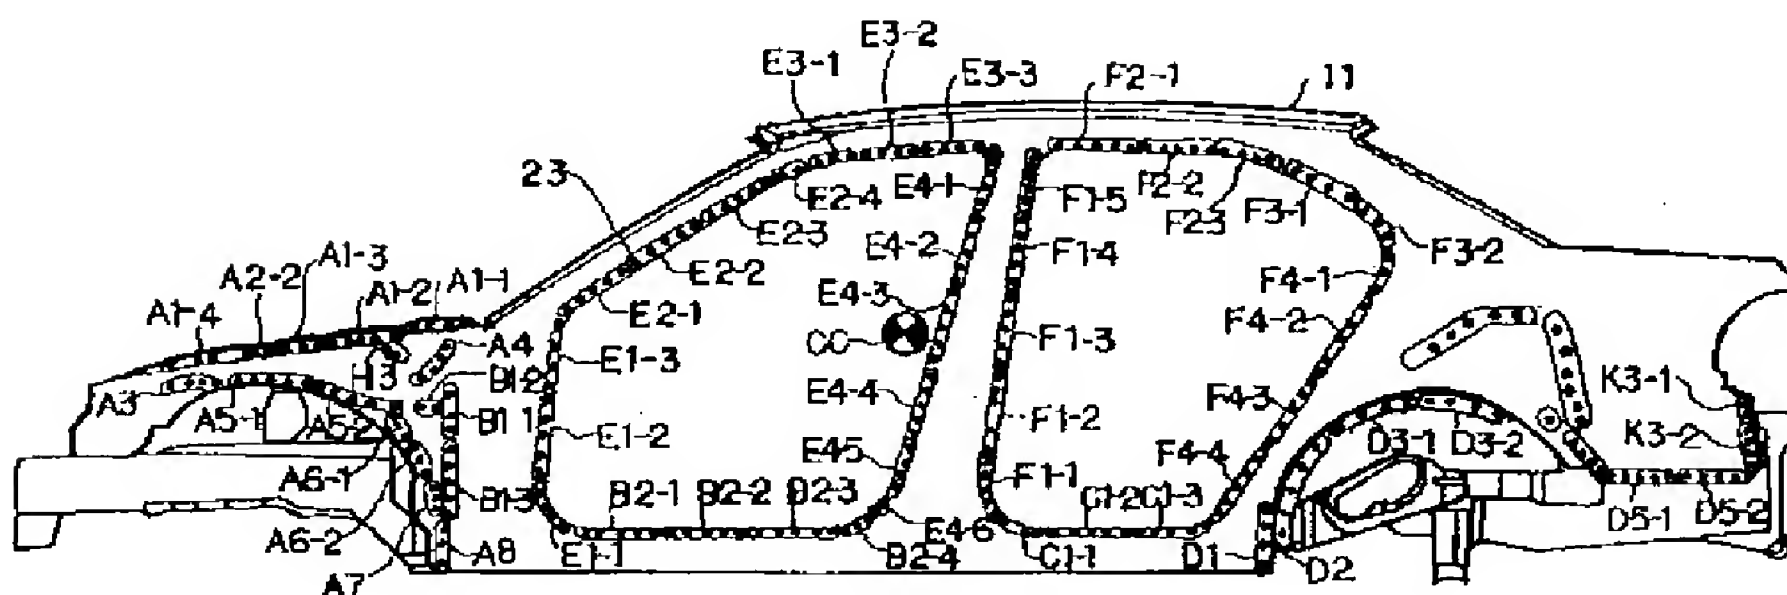 E3-2
E3-1
E3-3
F2-1
11
23
E2-4
E4-1
F1-5
F2-2
F2-3
F3-1
E2-3
E4-2
F1-4
F3-2
A1-3
A2-2
A1-1
A1-2
E2-2
F4-1
A1-4
E2-1
E4-3
F4-2
CC
A4
H3
E1-3
F1-3
B1-2
A3
A5-1
A5-2
B1-1
E4-4
F1-2
F4-3
K3-1
E1-2
D3-1
D3-2
K3-2
E4-5
F4-4
A6-1
B1-3
B2-1
B2-2
B2-3
F1-1
C1-2
C1-3
D5-1
D5-2
A6-2
A8
E1-1
E4-6
B2-4
C1-1
D1
D2
A7